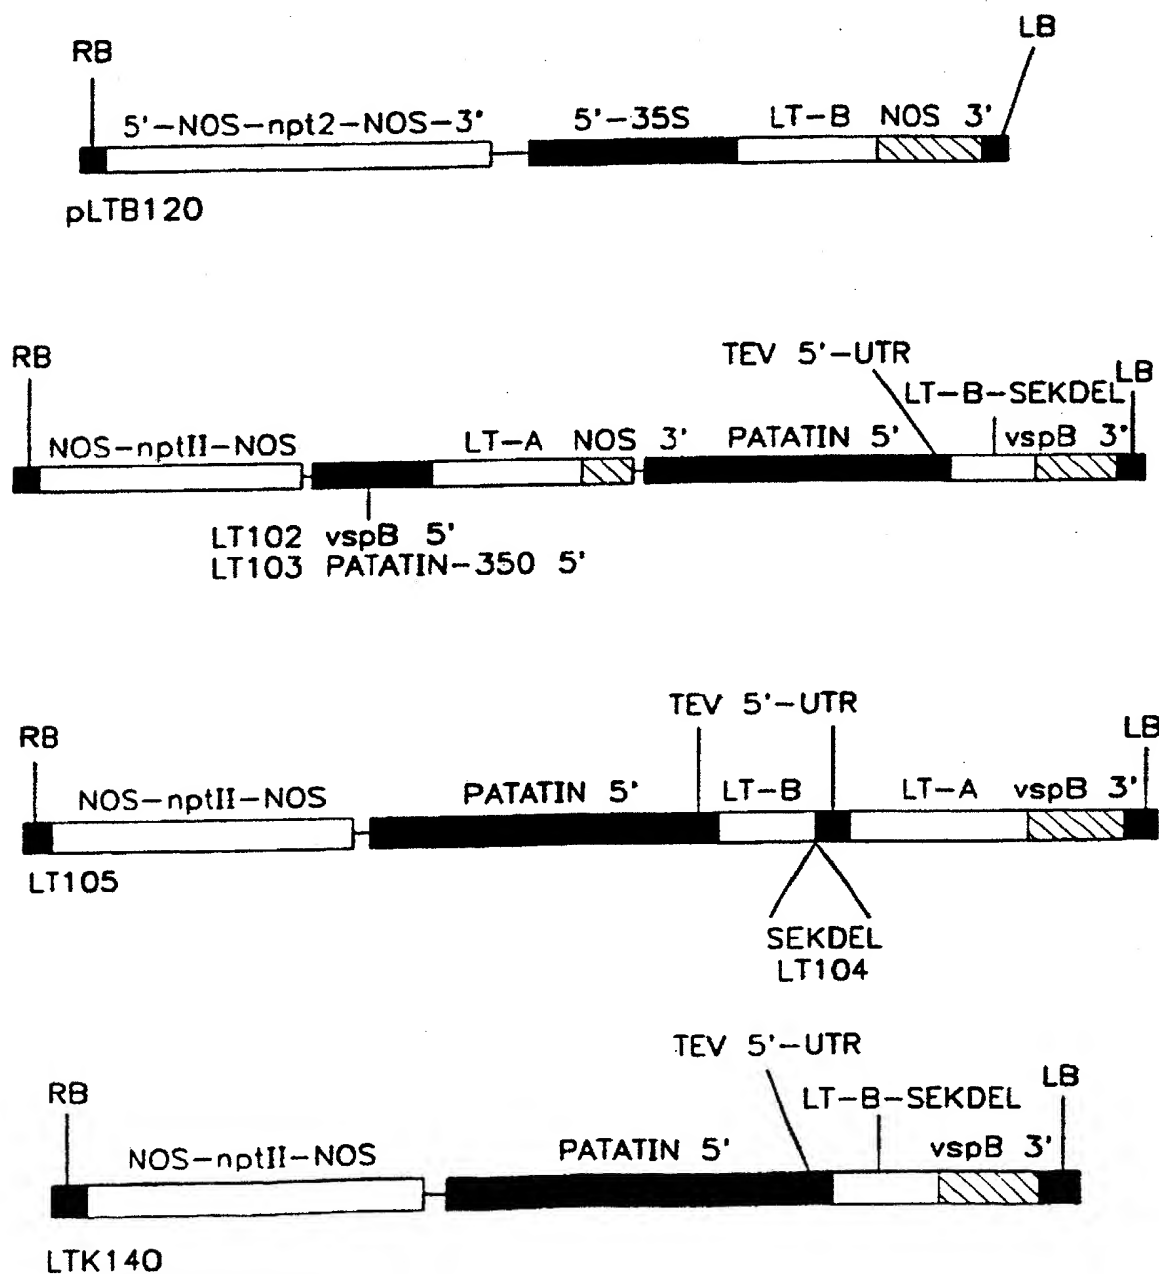 RB
LB
5'-NOS-npt2-NOS-3'
5'-35S
LT-B
NOS 3'
pLTB120
RB
TEV 5'-UTR
LB
LT-B-SEKDEL
NOS-nptII-NOS
LT-A
NOS 3'
PATATIN 5'
vspB 3'
LT102 vspB 5'
LT103 PATATIN-350 5'
TEV 5'-UTR
RB
LB
NOS-nptII-NOS
PATATIN 5'
LT-B
LT-A
vspB 3'
LT105
SEKDEL
LT104
TEV 5'-UTR
RB
LB
LT-B-SEKDEL
NOS-nptII-NOS
PATATIN 5'
vspB 3'
LTK140